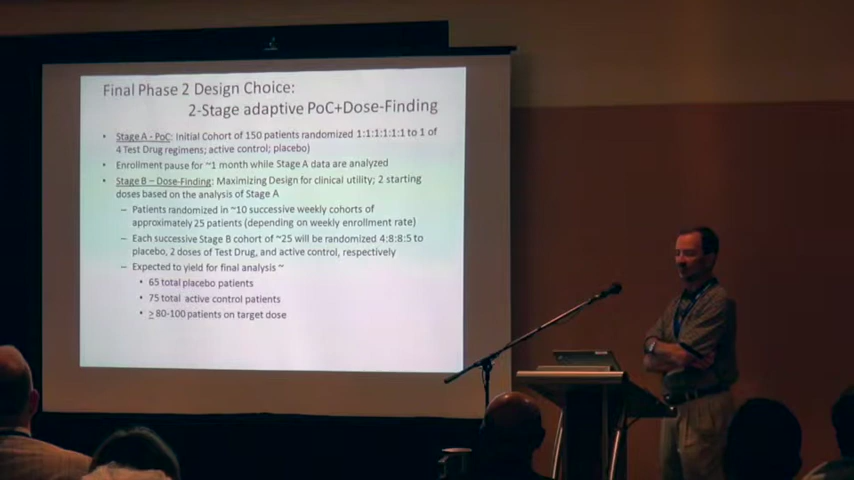 Final Phase 2 Design Choice:
2-Stage adaptive PoC+Dose-Finding
• Stage A - PoC: Initial Cohort of 150 patients randomized 1:1:1:1:1:1 to 1 of
4 Test Drug regimens; active control; placebo)
• Enrollment pause for ~1 month while Stage A data are analyzed
• Stage B – Dose-Finding: Maximizing Design for clinical utility; 2 starting
doses based on the analysis of Stage A
– Patients randomized in ~10 successive weekly cohorts of
approximately 25 patients (depending on weekly enrollment rate)
– Each successive Stage B cohort of ~25 will be randomized 4:8:8:5 to
placebo, 2 doses of Test Drug, and active control, respectively
– Expected to yield for final analysis ~
• 65 total placebo patients
• 75 total active control patients
• ≥ 80-100 patients on target dose